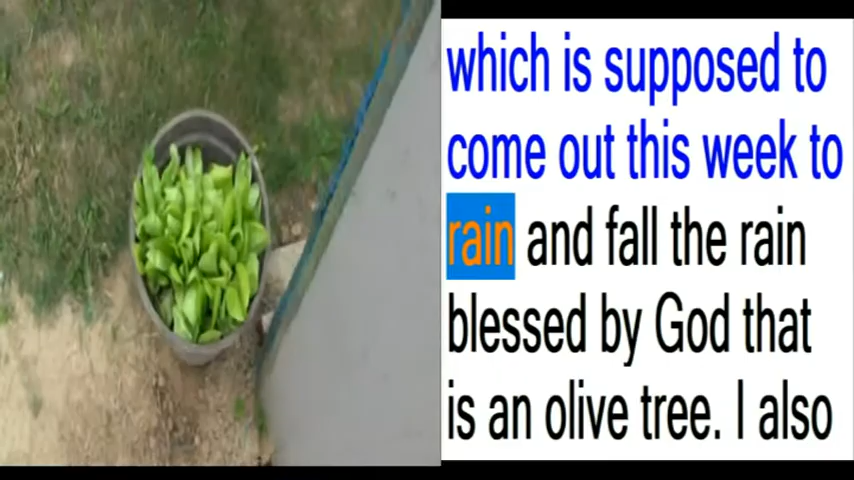 which is supposed to
come out this week to
rain and fall the rain
blessed by God that
is an olive tree. I also